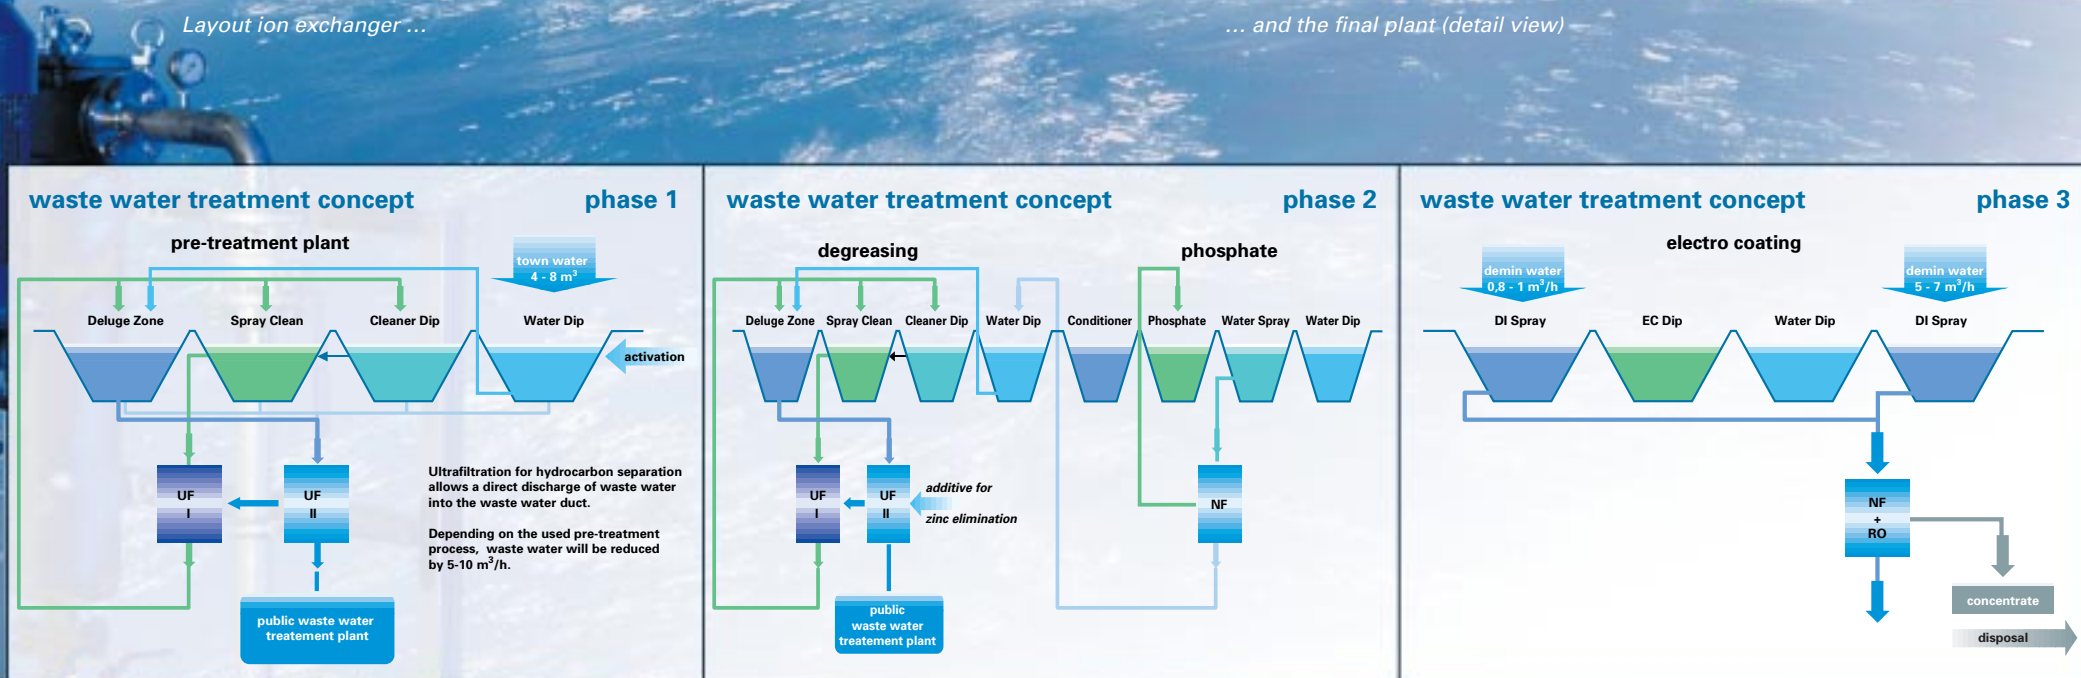 Layout ion exchanger ...
... and the final plant (detail view)
waste water treatment concept phase 1
pre-treatment plant
town water
4 - 8 m³
Deluge Zone Spray Clean Cleaner Dip Water Dip
activation
UF
I
UF
II
Ultrafiltration for hydrocarbon separation
allows a direct discharge of waste water
into the waste water duct.
Depending on the used pre-treatment
process, waste water will be reduced
by 5-10 m³/h.
public waste water
treatement plant
waste water treatment concept phase 2
degreasing phosphate
Deluge Zone Spray Clean Cleaner Dip Water Dip Conditioner Phosphate Water Spray Water Dip
UF
I
UF
II
additive for
zinc elimination
NF
public
waste water
treatement plant
waste water treatment concept phase 3
electro coating
demin water
0,8 - 1 m³/h
demin water
5 - 7 m³/h
DI Spray EC Dip Water Dip DI Spray
NF
+
RO
concentrate
disposal